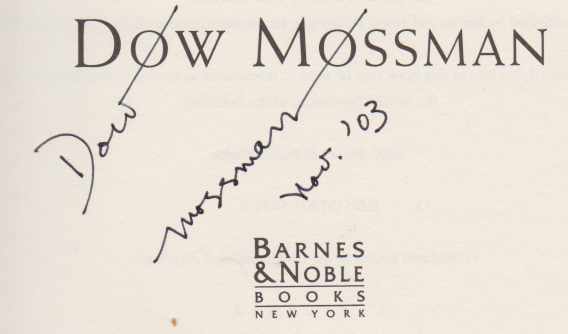 DOW MOSSMAN
Dow
Mossman
Nov. '03
BARNES
& NOBLE
BOOKS
NEW YORK